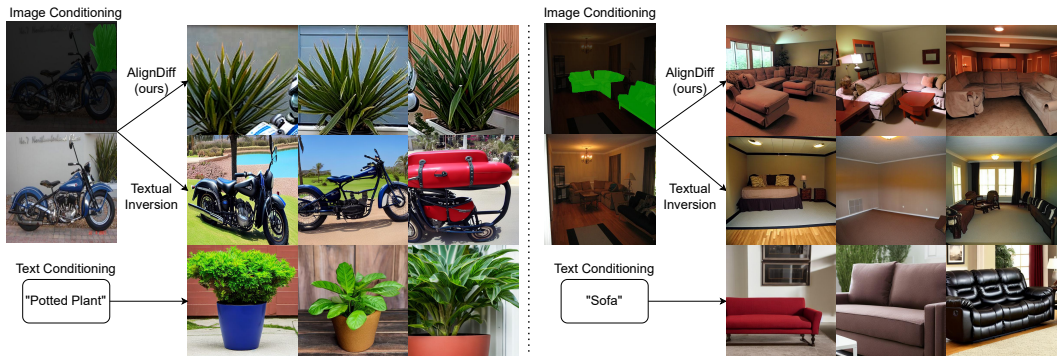 Image Conditioning
AlignDiff
(ours)
Textual
Inversion
Text Conditioning
"Potted Plant"
Image Conditioning
AlignDiff
(ours)
Textual
Inversion
Text Conditioning
"Sofa"